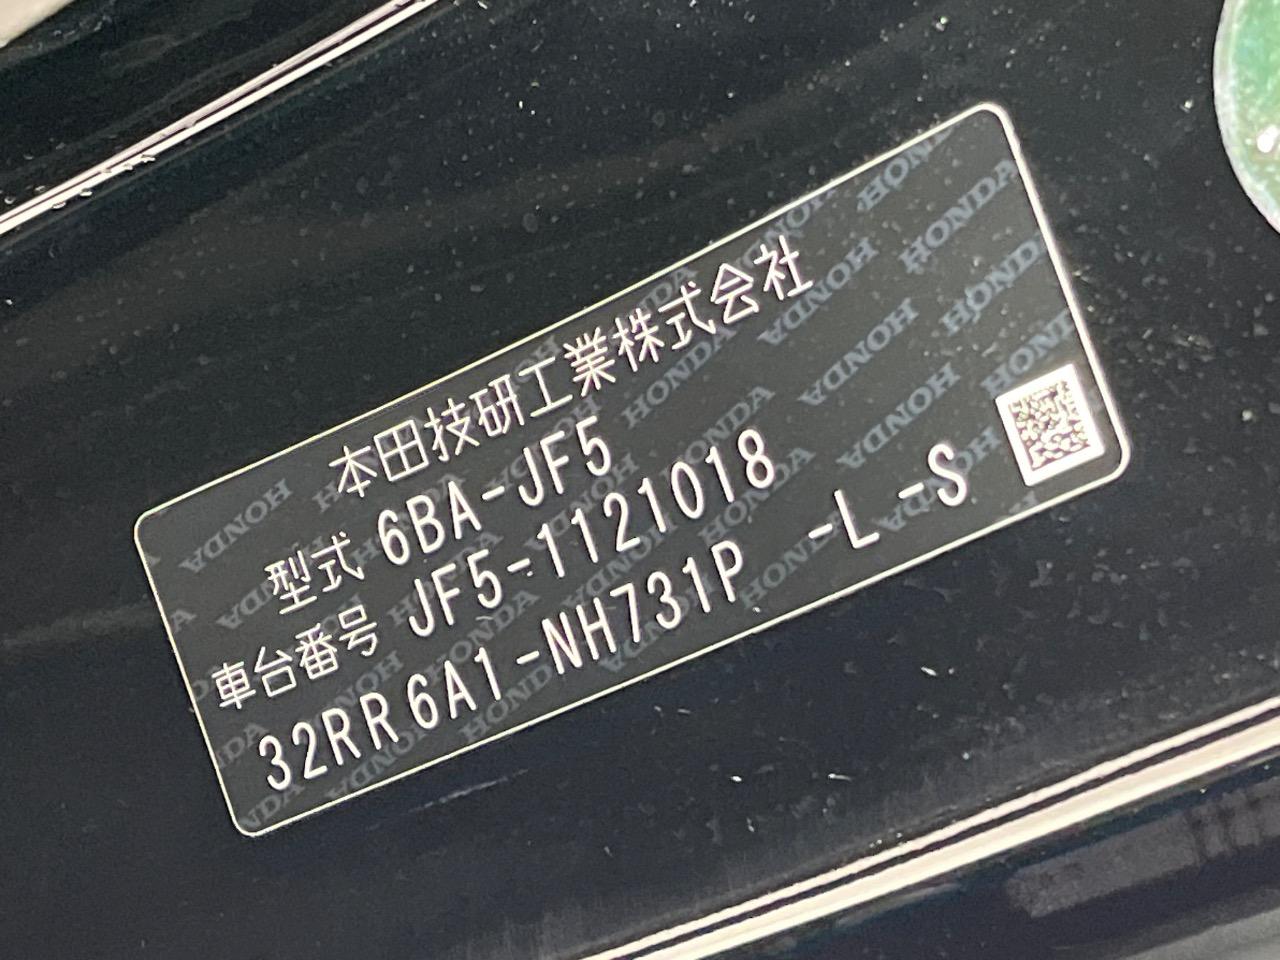 本田技研工業株式会社
型式 6BA-JF5
車台番号 JF5-1121018
32RR6A1-NH731P -L -S